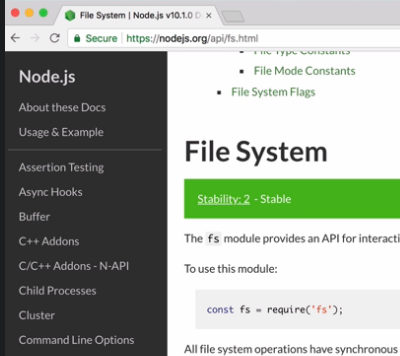 File System | Node.js v10.1.0 D
Secure https://nodejs.org/api/fs.html
File Type Constants
File Mode Constants
File System Flags
Node.js
About these Docs
Usage & Example
Assertion Testing
Async Hooks
Buffer
C++ Addons
C/C++ Addons - N-API
Child Processes
Cluster
Command Line Options
File System
Stability: 2 - Stable
The fs module provides an API for interacti
To use this module:
const fs = require('fs');
All file system operations have synchronous